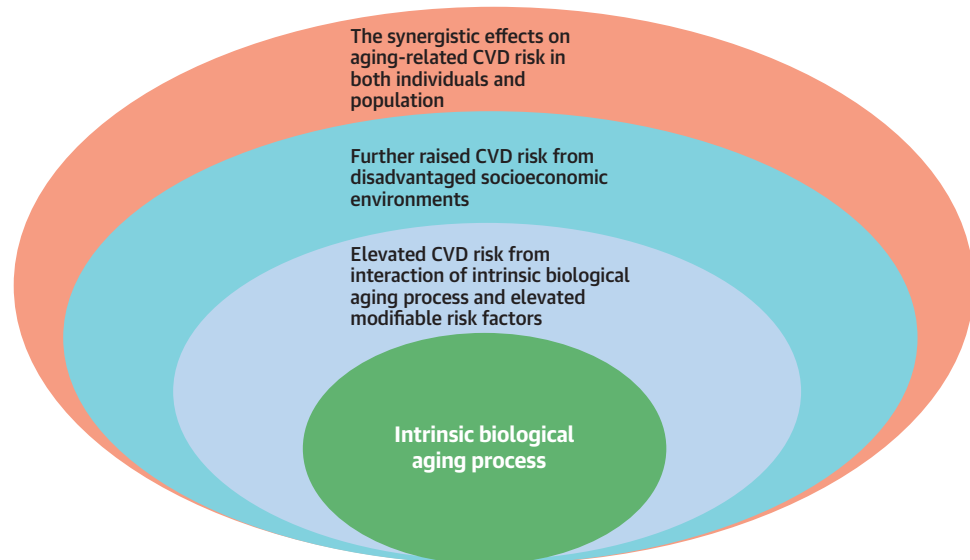 The synergistic effects on
aging-related CVD risk in
both individuals and
population
Further raised CVD risk from
disadvantaged socioeconomic
environments
Elevated CVD risk from
interaction of intrinsic biological
aging process and elevated
modifiable risk factors
Intrinsic biological
aging process